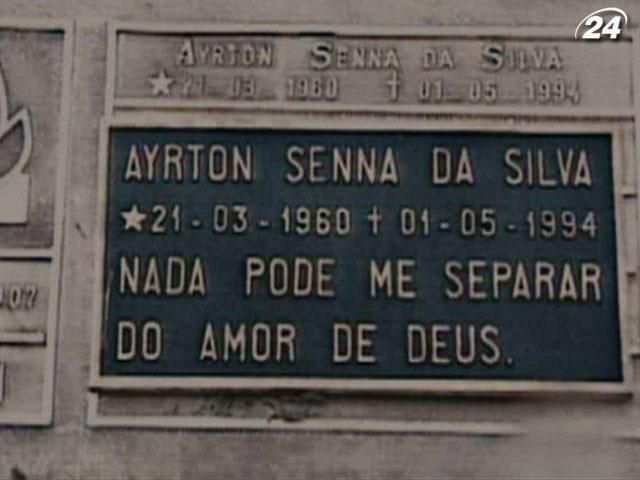 24
AYRTON SENNA DA SILVA
★ 21 - 03 - 1960 † 01 - 05 - 1994
AYRTON SENNA DA SILVA
★21 - 03 - 1960 † 01 - 05 - 1994
NADA PODE ME SEPARAR
DO AMOR DE DEUS.